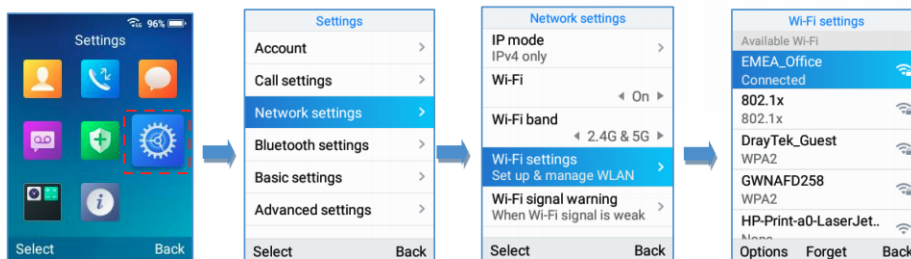 96%
Settings
Select Back
Settings
Account
Call settings
Network settings
Bluetooth settings
Basic settings
Advanced settings
Select Back
Network settings
IP mode
IPv4 only
Wi-Fi
On
Wi-Fi band
2.4G & 5G
Wi-Fi settings
Set up & manage WLAN
Wi-Fi signal warning
When Wi-Fi signal is weak
Select Back
Wi-Fi settings
Available Wi-Fi
EMEA_Office
Connected
802.1x
802.1x
DrayTek_Guest
WPA2
GWNAFD258
WPA2
HP-Print-a0-LaserJet..
Options Forget Back